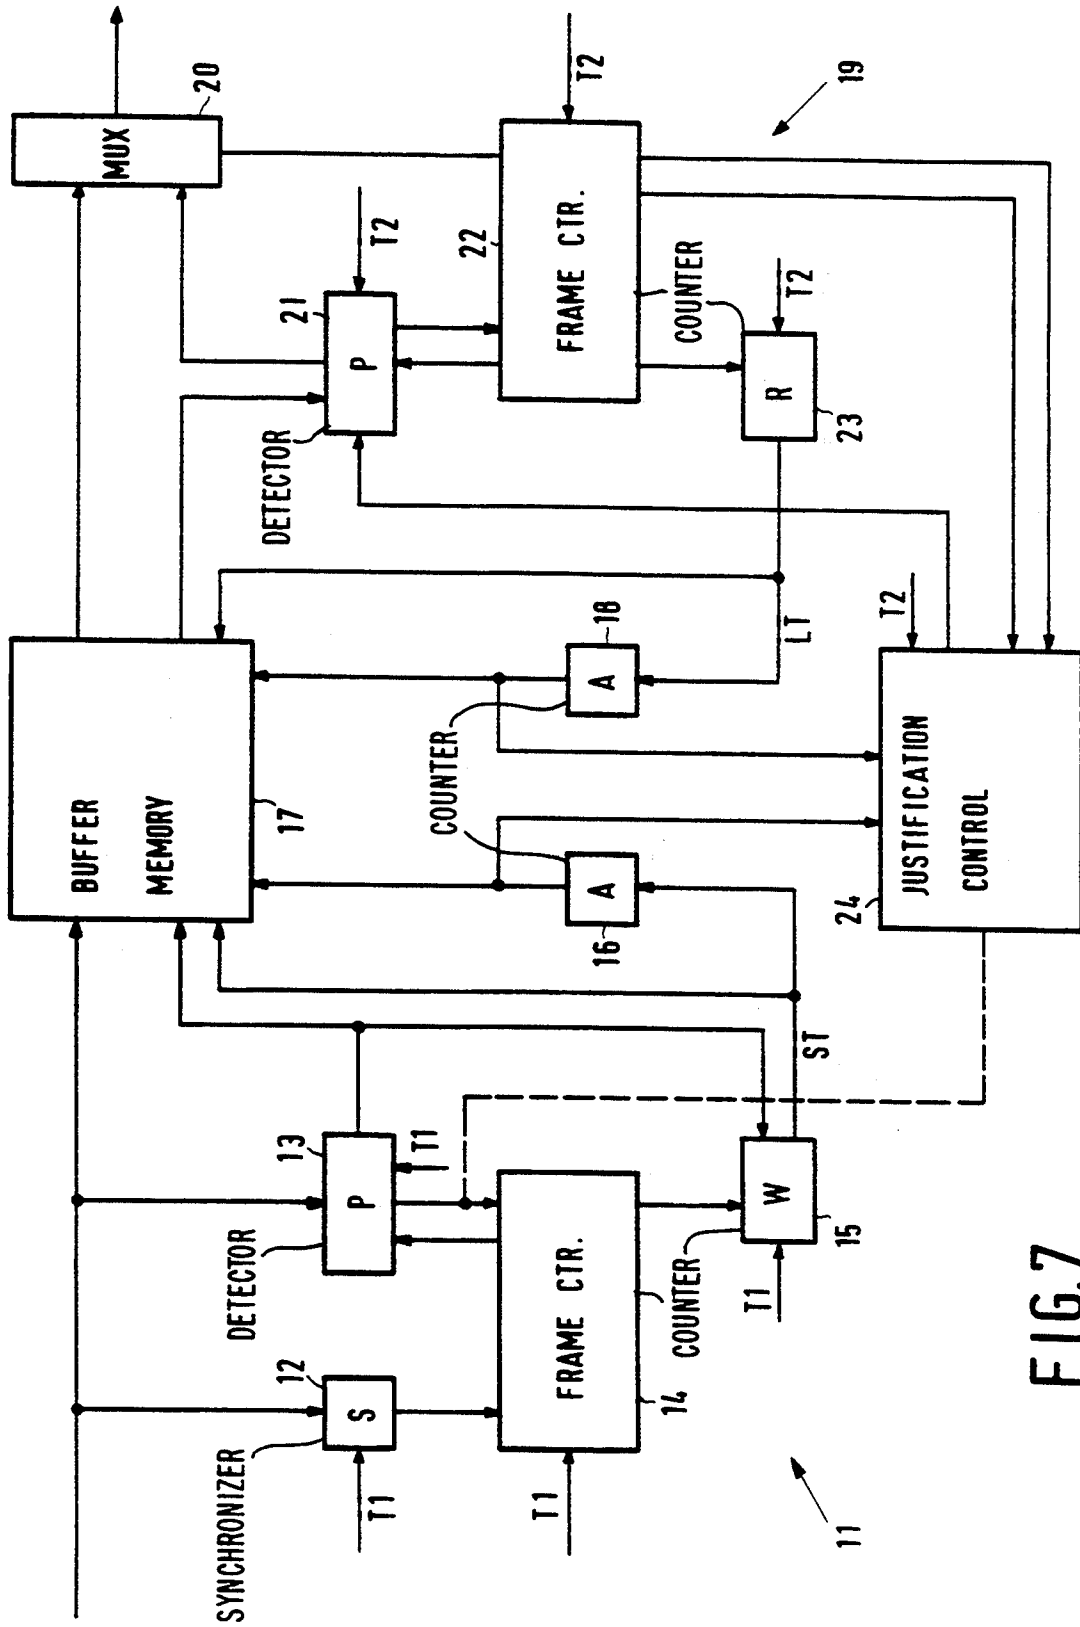 MUX
20
BUFFER
MEMORY
17
DETECTOR
P
21
T2
22
FRAME CTR.
T2
19
COUNTER
R
23
T2
LT
COUNTER
A
18
A
16
T2
JUSTIFICATION
CONTROL
24
ST
DETECTOR
P
13
T1
SYNCHRONIZER
S
12
T1
FRAME CTR.
14
T1
COUNTER
W
15
T1
11
FIG.7